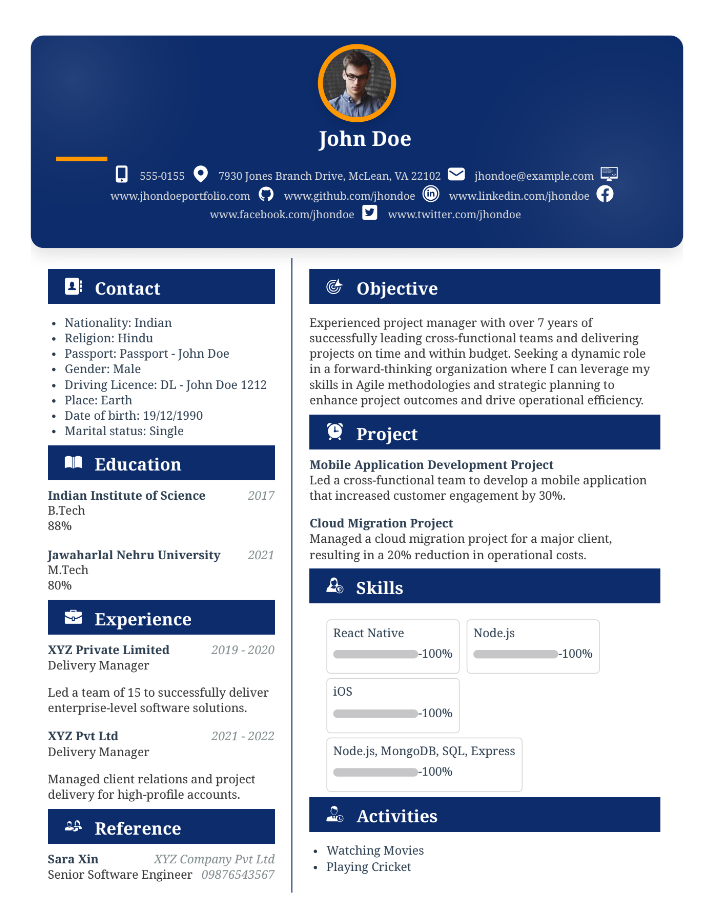 John Doe
555-0155 7930 Jones Branch Drive, McLean, VA 22102 jhondoe@example.com
www.jhondoeportfolio.com www.github.com/jhondoe www.linkedin.com/jhondoe
www.facebook.com/jhondoe www.twitter.com/jhondoe
Contact
• Nationality: Indian
• Religion: Hindu
• Passport: Passport - John Doe
• Gender: Male
• Driving Licence: DL - John Doe 1212
• Place: Earth
• Date of birth: 19/12/1990
• Marital status: Single
Education
Indian Institute of Science 2017
B.Tech
88%
Jawaharlal Nehru University 2021
M.Tech
80%
Experience
XYZ Private Limited 2019 - 2020
Delivery Manager
Led a team of 15 to successfully deliver
enterprise-level software solutions.
XYZ Pvt Ltd 2021 - 2022
Delivery Manager
Managed client relations and project
delivery for high-profile accounts.
Reference
Sara Xin XYZ Company Pvt Ltd
Senior Software Engineer 09876543567
Objective
Experienced project manager with over 7 years of
successfully leading cross-functional teams and delivering
projects on time and within budget. Seeking a dynamic role
in a forward-thinking organization where I can leverage my
skills in Agile methodologies and strategic planning to
enhance project outcomes and drive operational efficiency.
Project
Mobile Application Development Project
Led a cross-functional team to develop a mobile application
that increased customer engagement by 30%.
Cloud Migration Project
Managed a cloud migration project for a major client,
resulting in a 20% reduction in operational costs.
Skills
React Native Node.js
-100% -100%
iOS
-100%
Node.js, MongoDB, SQL, Express
-100%
Activities
• Watching Movies
• Playing Cricket